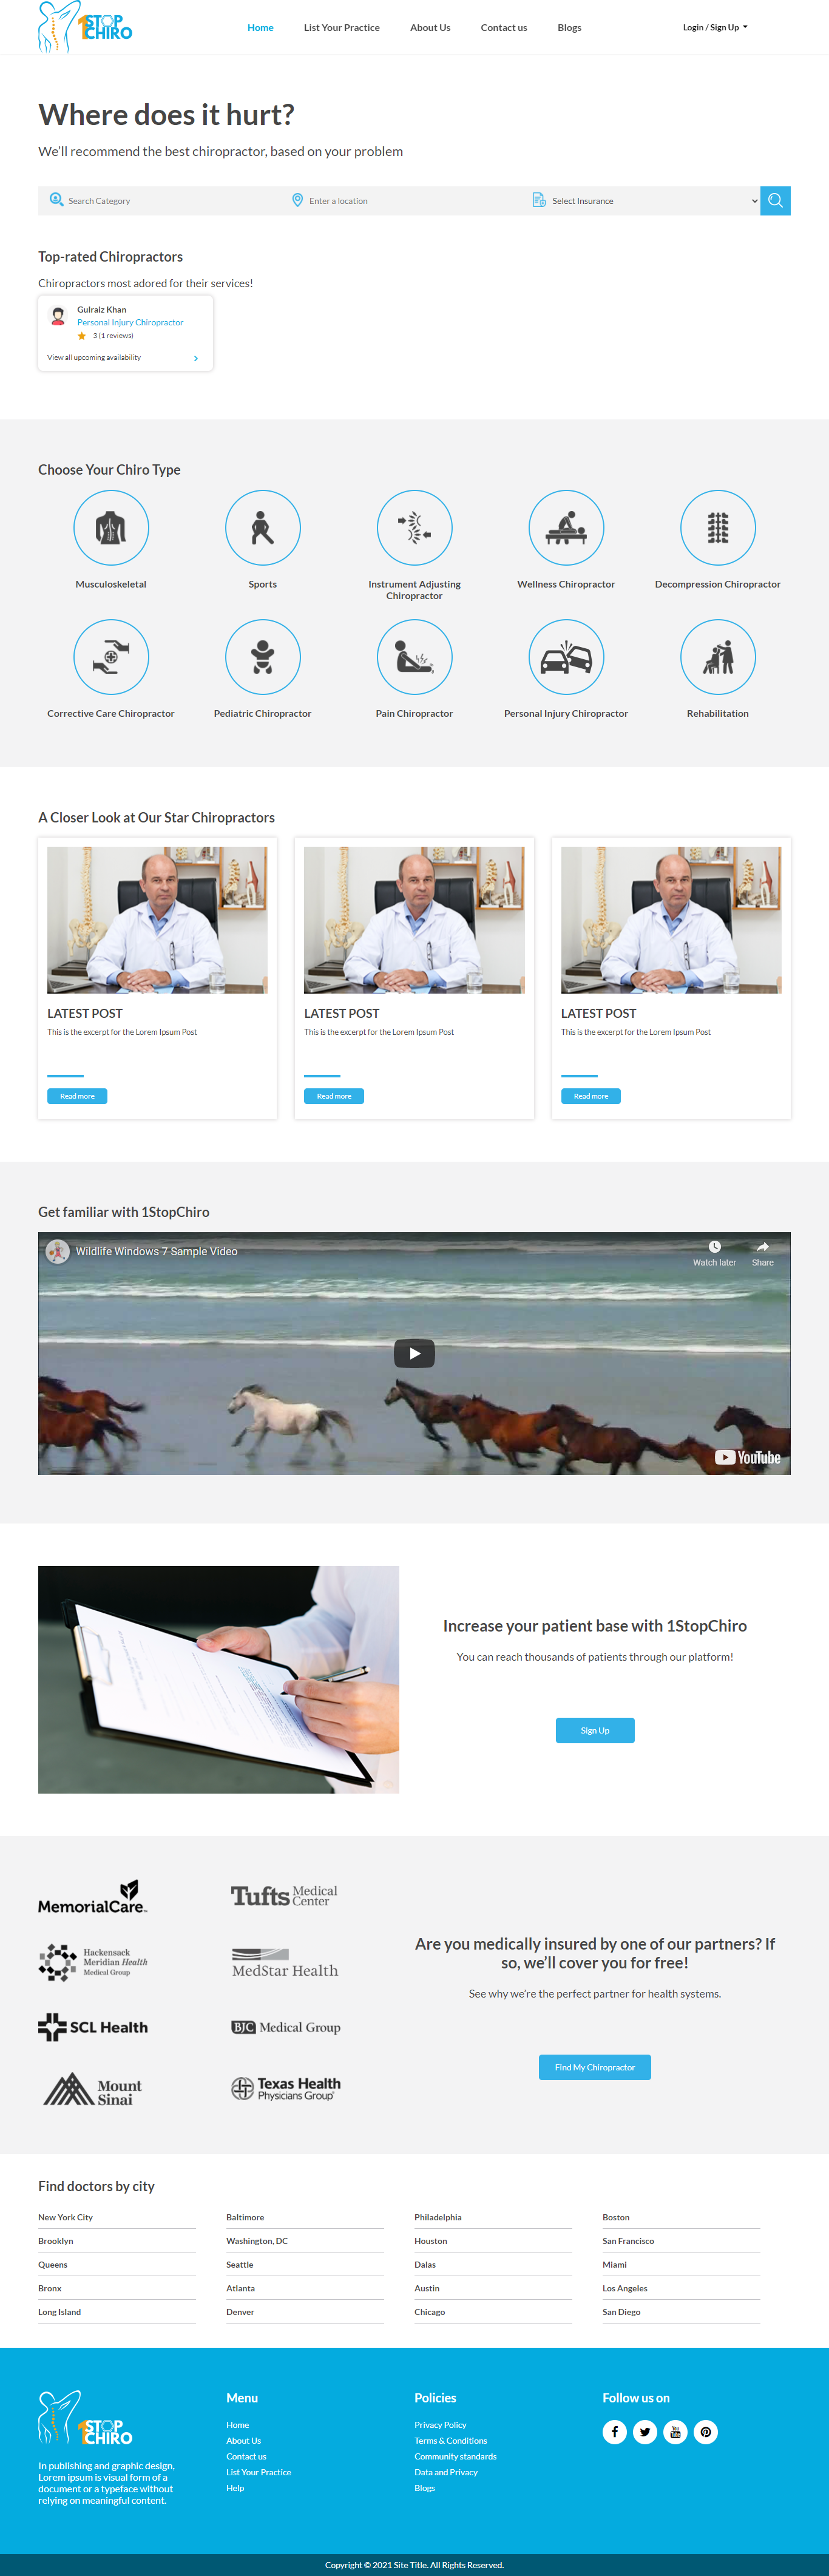 1STOP
CHIRO
Home
List Your Practice
About Us
Contact us
Blogs
Login / Sign Up
Where does it hurt?
We'll recommend the best chiropractor, based on your problem
Search Category
Enter a location
Select Insurance
Top-rated Chiropractors
Chiropractors most adored for their services!
Gulraiz Khan
Personal Injury Chiropractor
3 (1 reviews)
View all upcoming availability
Choose Your Chiro Type
Musculoskeletal
Sports
Instrument Adjusting
Chiropractor
Wellness Chiropractor
Decompression Chiropractor
Corrective Care Chiropractor
Pediatric Chiropractor
Pain Chiropractor
Personal Injury Chiropractor
Rehabilitation
A Closer Look at Our Star Chiropractors
LATEST POST
This is the excerpt for the Lorem Ipsum Post
Read more
LATEST POST
This is the excerpt for the Lorem Ipsum Post
Read more
LATEST POST
This is the excerpt for the Lorem Ipsum Post
Read more
Get familiar with 1StopChiro
Wildlife Windows 7 Sample Video
Watch later
Share
YouTube
Increase your patient base with 1StopChiro
You can reach thousands of patients through our platform!
Sign Up
MemorialCare
Tufts Medical
Center
Hackensack
Meridian Health
Medical Group
MedStar Health
SCL Health
BJC Medical Group
Mount
Sinai
Texas Health
Physicians Group
Are you medically insured by one of our partners? If
so, we'll cover you for free!
See why we're the perfect partner for health systems.
Find My Chiropractor
Find doctors by city
New York City
Baltimore
Philadelphia
Boston
Brooklyn
Washington, DC
Houston
San Francisco
Queens
Seattle
Dalas
Miami
Bronx
Atlanta
Austin
Los Angeles
Long Island
Denver
Chicago
San Diego
1STOP
CHIRO
In publishing and graphic design,
Lorem ipsum is visual form of a
document or a typeface without
relying on meaningful content.
Menu
Home
About Us
Contact us
List Your Practice
Help
Policies
Privacy Policy
Terms & Conditions
Community standards
Data and Privacy
Blogs
Follow us on
You
Tube
Copyright © 2021 Site Title. All Rights Reserved.